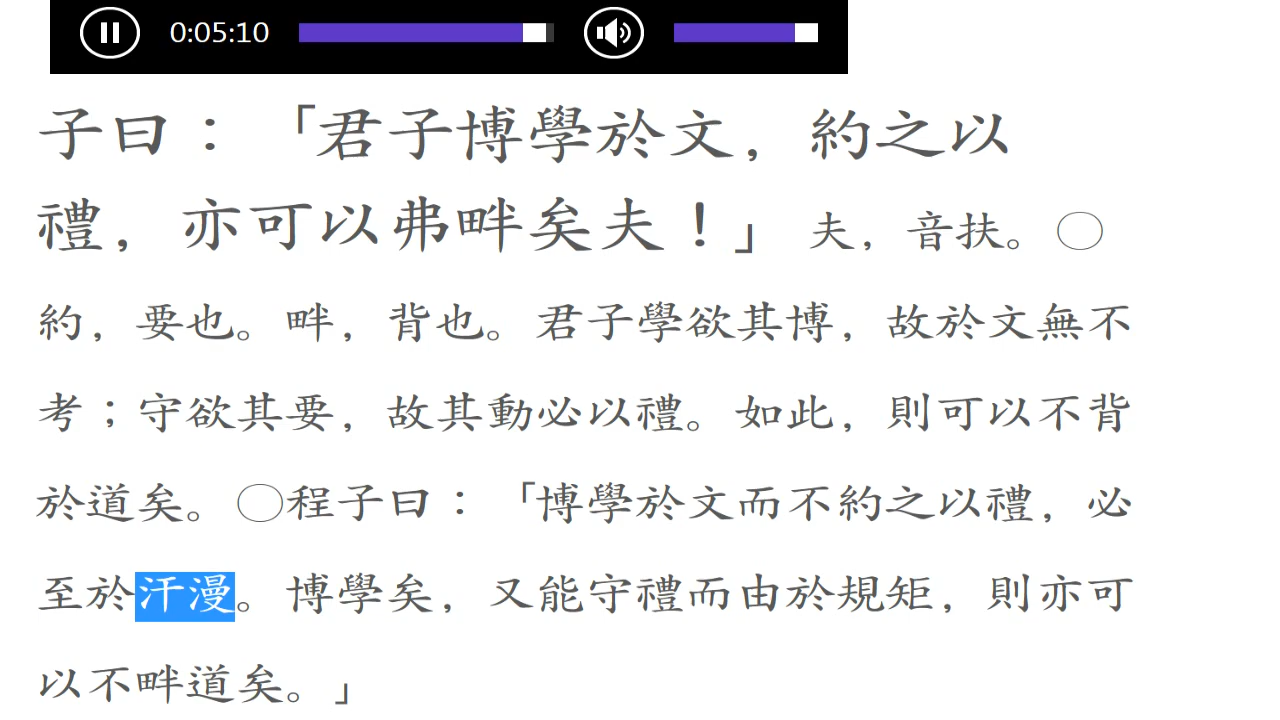 0:05:10
子曰：「君子博學於文，約之以
禮，亦可以弗畔矣夫！」夫，音扶。○
約，要也。畔，背也。君子學欲其博，故於文無不
考；守欲其要，故其動必以禮。如此，則可以不背
於道矣。○程子曰：「博學於文而不約之以禮，必
至於汗漫。博學矣，又能守禮而由於規矩，則亦可
以不畔道矣。」